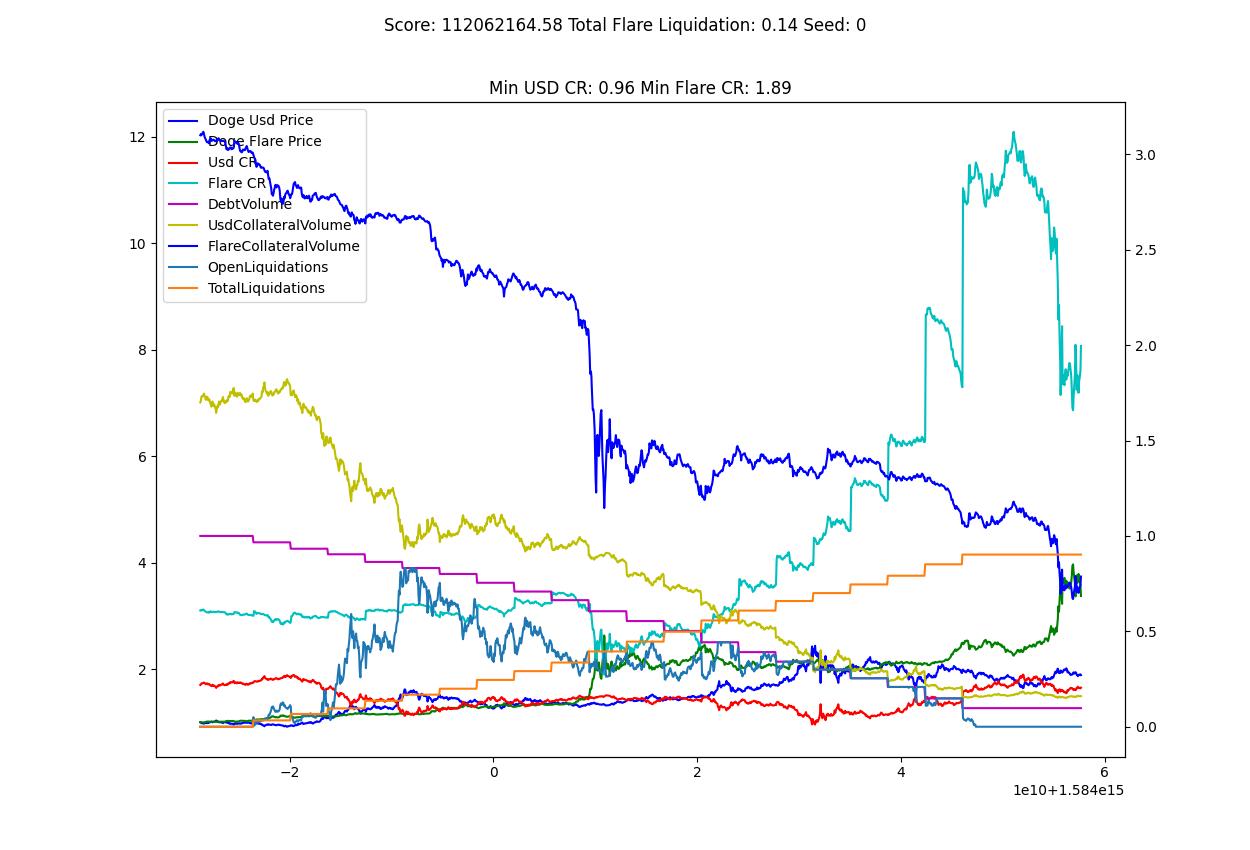 Score: 112062164.58 Total Flare Liquidation: 0.14 Seed: 0
Min USD CR: 0.96 Min Flare CR: 1.89
Doge Usd Price
Doge Flare Price
Usd CR
Flare CR
DebtVolume
UsdCollateralVolume
FlareCollateralVolume
OpenLiquidations
TotalLiquidations
12
10
8
6
4
2
3.0
2.5
2.0
1.5
1.0
0.5
0.0
−2
0
2
4
6
1e10+1.584e15